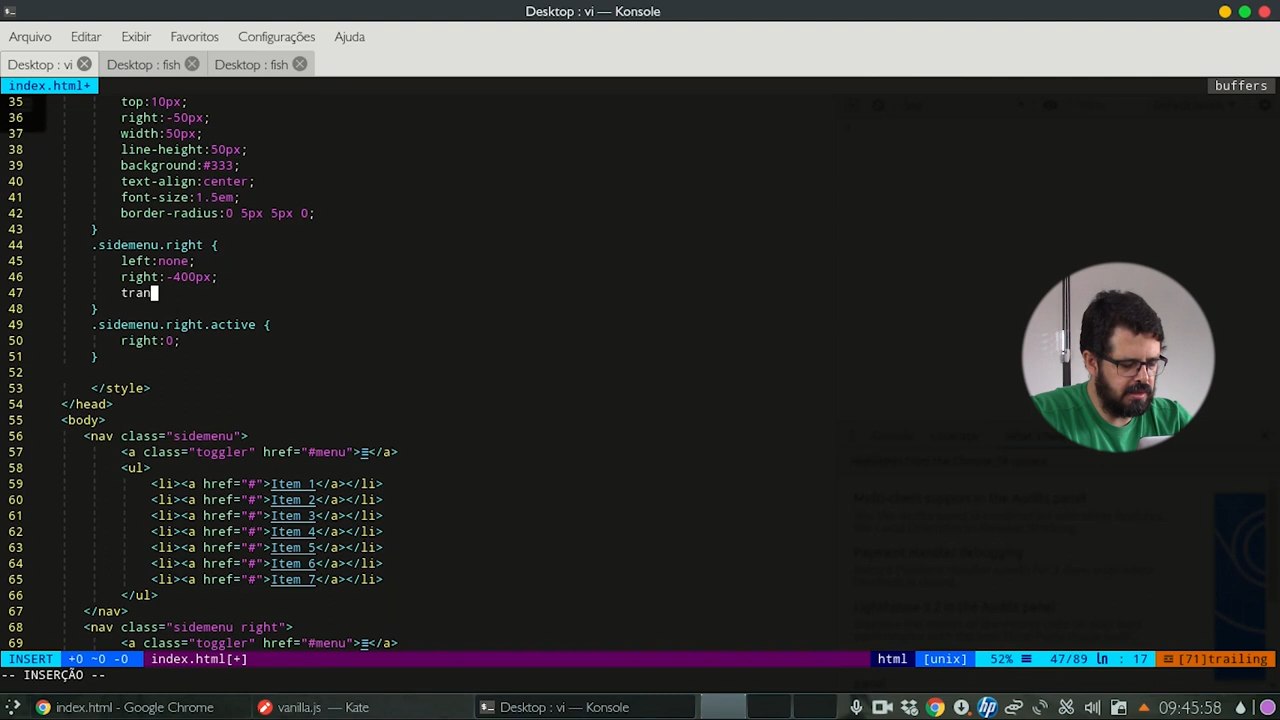 Desktop : vi — Konsole
Arquivo Editar Exibir Favoritos Configurações Ajuda
Desktop : vi Desktop : fish Desktop : fish
index.html+ buffers
35 top:10px;
36 right:-50px;
37 width:50px;
38 line-height:50px;
39 background:#333;
40 text-align:center;
41 font-size:1.5em;
42 border-radius:0 5px 5px 0;
43 }
44 .sidemenu.right {
45 left:none;
46 right:-400px;
47 tran
48 }
49 .sidemenu.right.active {
50 right:0;
51 }
52
53 </style>
54 </head>
55 <body>
56 <nav class="sidemenu">
57 <a class="toggler" href="#menu">≡</a>
58 <ul>
59 <li><a href="#">Item 1</a></li>
60 <li><a href="#">Item 2</a></li>
61 <li><a href="#">Item 3</a></li>
62 <li><a href="#">Item 4</a></li>
63 <li><a href="#">Item 5</a></li>
64 <li><a href="#">Item 6</a></li>
65 <li><a href="#">Item 7</a></li>
66 </ul>
67 </nav>
68 <nav class="sidemenu right">
69 <a class="toggler" href="#menu">≡</a>
INSERT +0 ~0 -0 index.html[+] html [unix] 52% ≡ 47/89 ln : 17 [71]trailing
-- INSERÇÃO --
index.html - Google Chrome vanilla.js — Kate Desktop : vi — Konsole 09:45:58